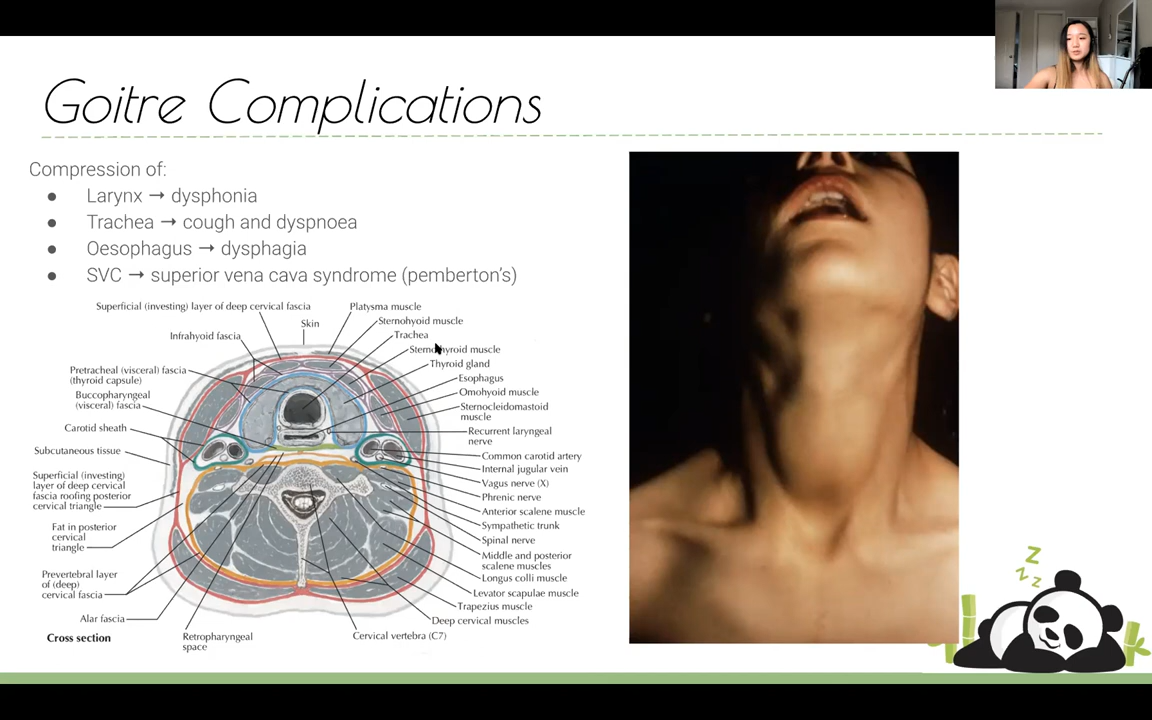 Goitre Complications
Compression of:
● Larynx → dysphonia
● Trachea → cough and dyspnoea
● Oesophagus → dysphagia
● SVC → superior vena cava syndrome (pemberton's)
Superficial (investing) layer of deep cervical fascia
Platysma muscle
Skin
Sternohyoid muscle
Infrahyoid fascia
Trachea
Sternothyroid muscle
Thyroid gland
Pretracheal (visceral) fascia
(thyroid capsule)
Esophagus
Buccopharyngeal
(visceral) fascia
Omohyoid muscle
Sternocleidomastoid
muscle
Carotid sheath
Recurrent laryngeal
nerve
Subcutaneous tissue
Common carotid artery
Internal jugular vein
Superficial (investing)
layer of deep cervical
fascia roofing posterior
cervical triangle
Vagus nerve (X)
Phrenic nerve
Anterior scalene muscle
Sympathetic trunk
Fat in posterior
cervical
triangle
Spinal nerve
Middle and posterior
scalene muscles
Prevertebral layer
of (deep)
cervical fascia
Longus colli muscle
Levator scapulae muscle
Trapezius muscle
Alar fascia
Deep cervical muscles
Cross section
Retropharyngeal
space
Cervical vertebra (C7)
Z
z z